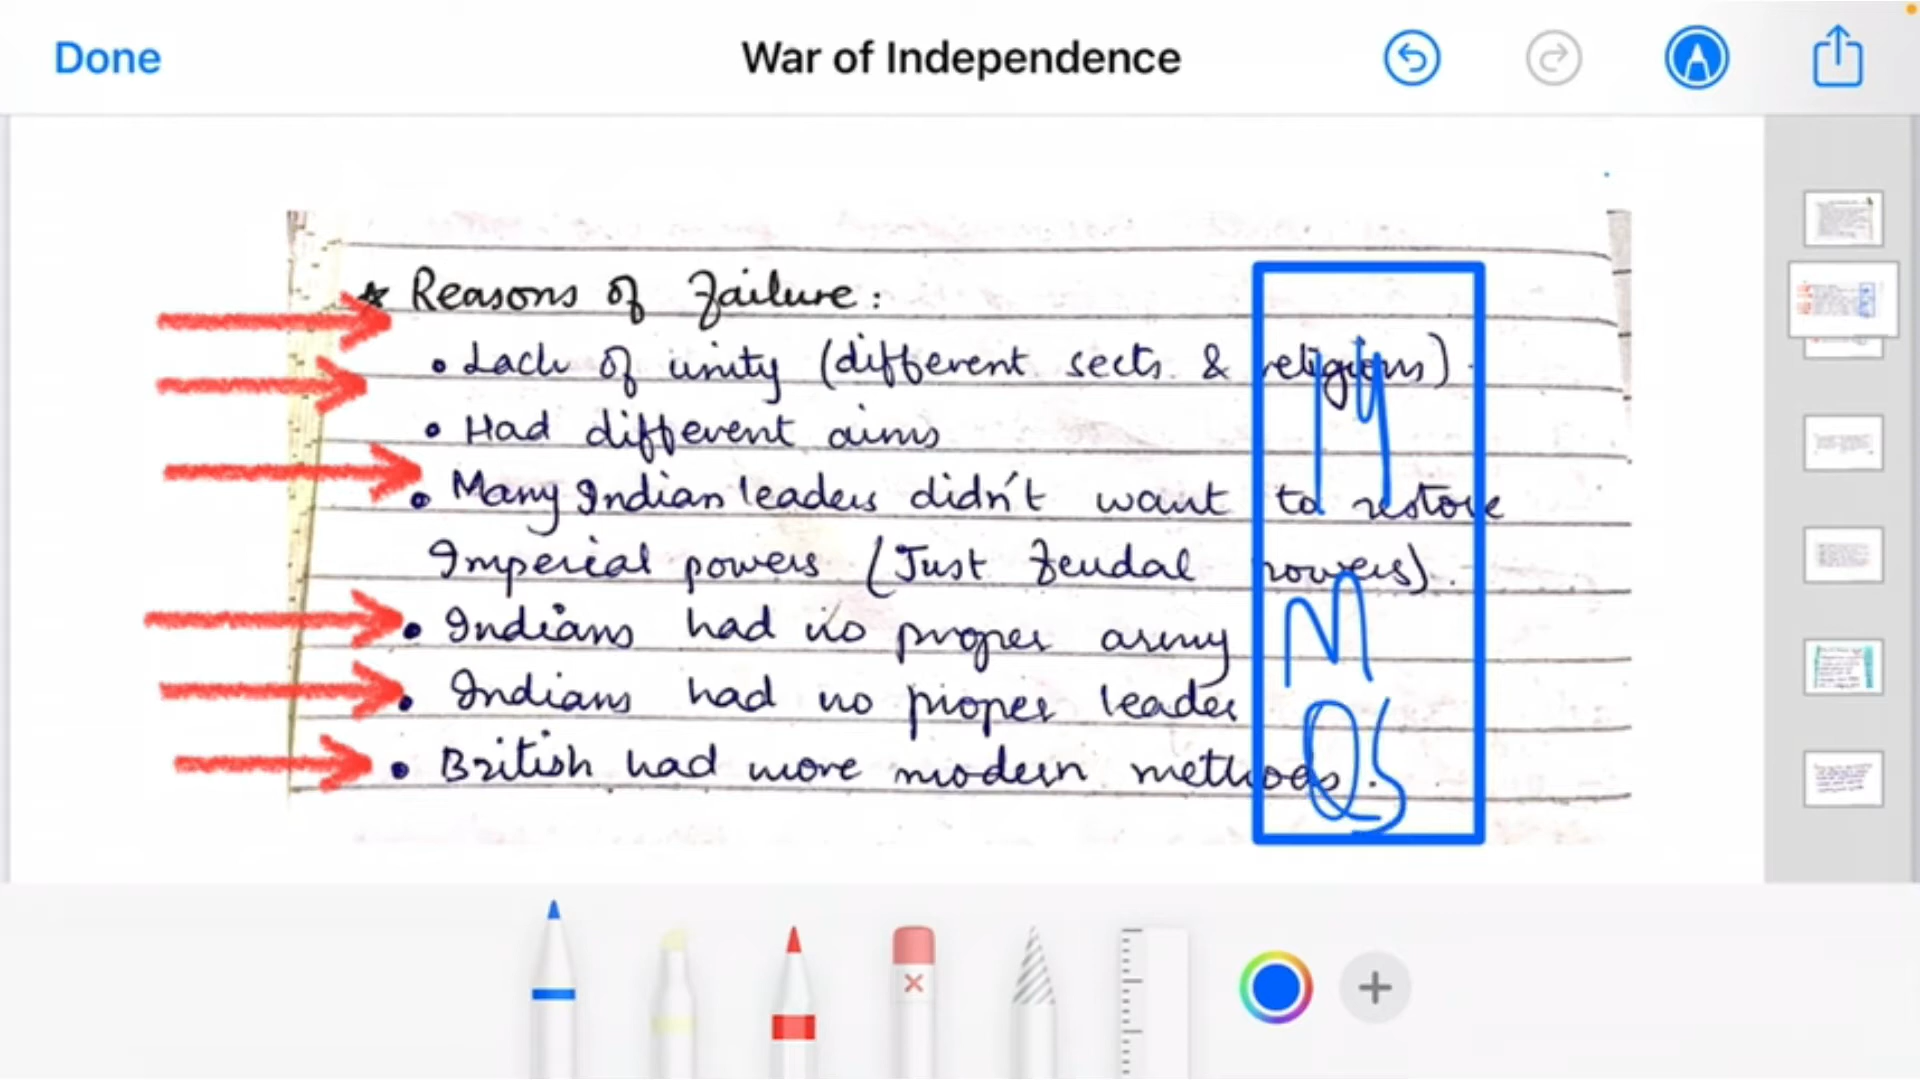 Done
War of Independence
* Reasons of failure:
• Lack of unity (different sects & religions).
• Had different aims
• Many Indian leaders didn't want to restore
Imperial powers (Just feudal powers).
• Indians had no proper army
• Indians had no proper leader
• British had more modern methods.
14
M
Qs